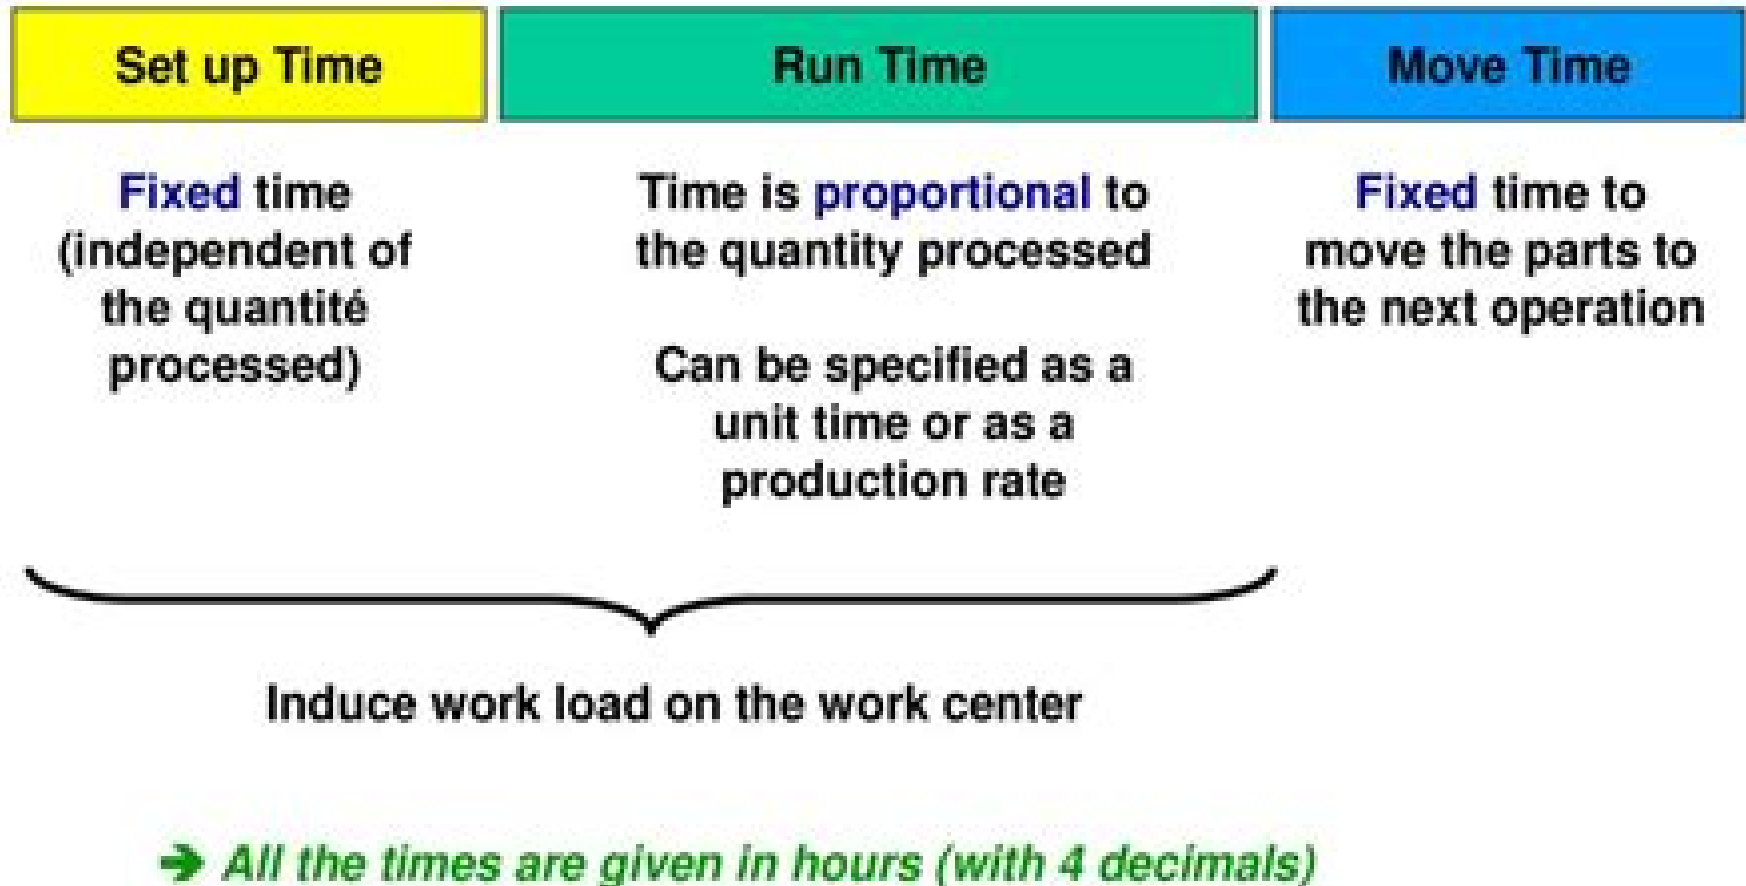 Set up Time
Run Time
Move Time
Fixed time
(independent of
the quantité
processed)
Time is proportional to
the quantity processed
Can be specified as a
unit time or as a
production rate
Fixed time to
move the parts to
the next operation
Induce work load on the work center
➔ All the times are given in hours (with 4 decimals)